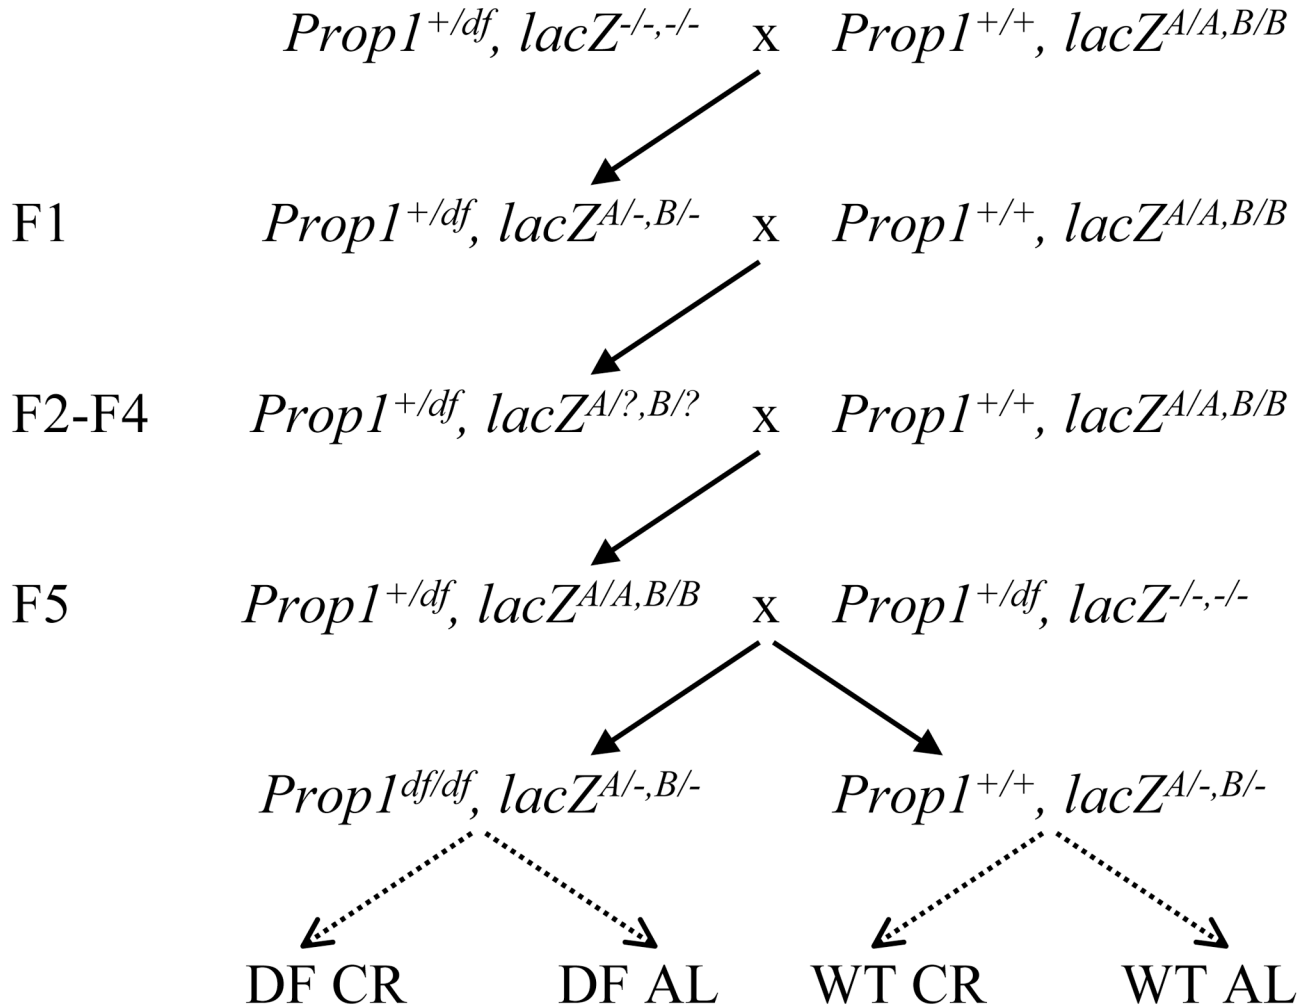 Prop1+/df, lacZ-/-,-/- x Prop1+/+, lacZA/A,B/B
F1 Prop1+/df, lacZA/-,B/- x Prop1+/+, lacZA/A,B/B
F2-F4 Prop1+/df, lacZA/?,B/? x Prop1+/+, lacZA/A,B/B
F5 Prop1+/df, lacZA/A,B/B x Prop1+/df, lacZ-/-,-/-
Prop1df/df, lacZA/-,B/- Prop1+/+, lacZA/-,B/-
DF CR DF AL WT CR WT AL